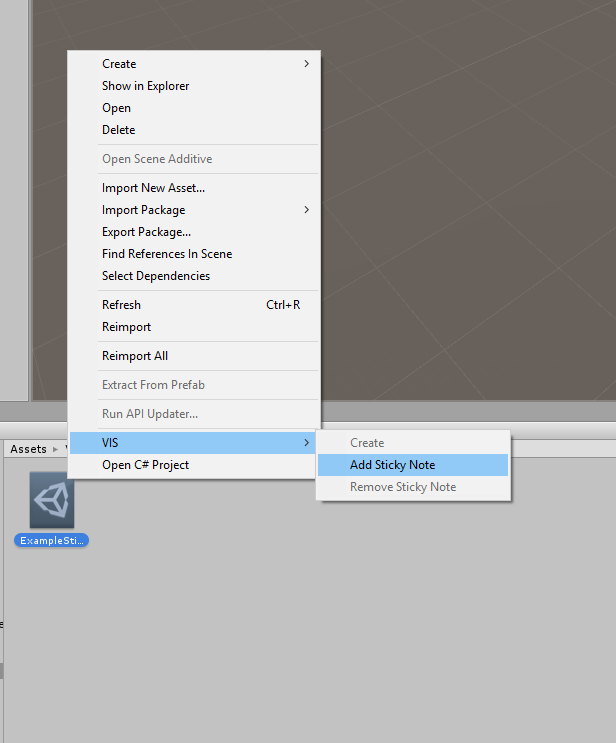 Create
Show in Explorer
Open
Delete
Open Scene Additive
Import New Asset...
Import Package
Export Package...
Find References In Scene
Select Dependencies
Refresh Ctrl+R
Reimport
Reimport All
Extract From Prefab
Run API Updater...
VIS
Open C# Project
Create
Add Sticky Note
Remove Sticky Note
Assets
ExampleSti...